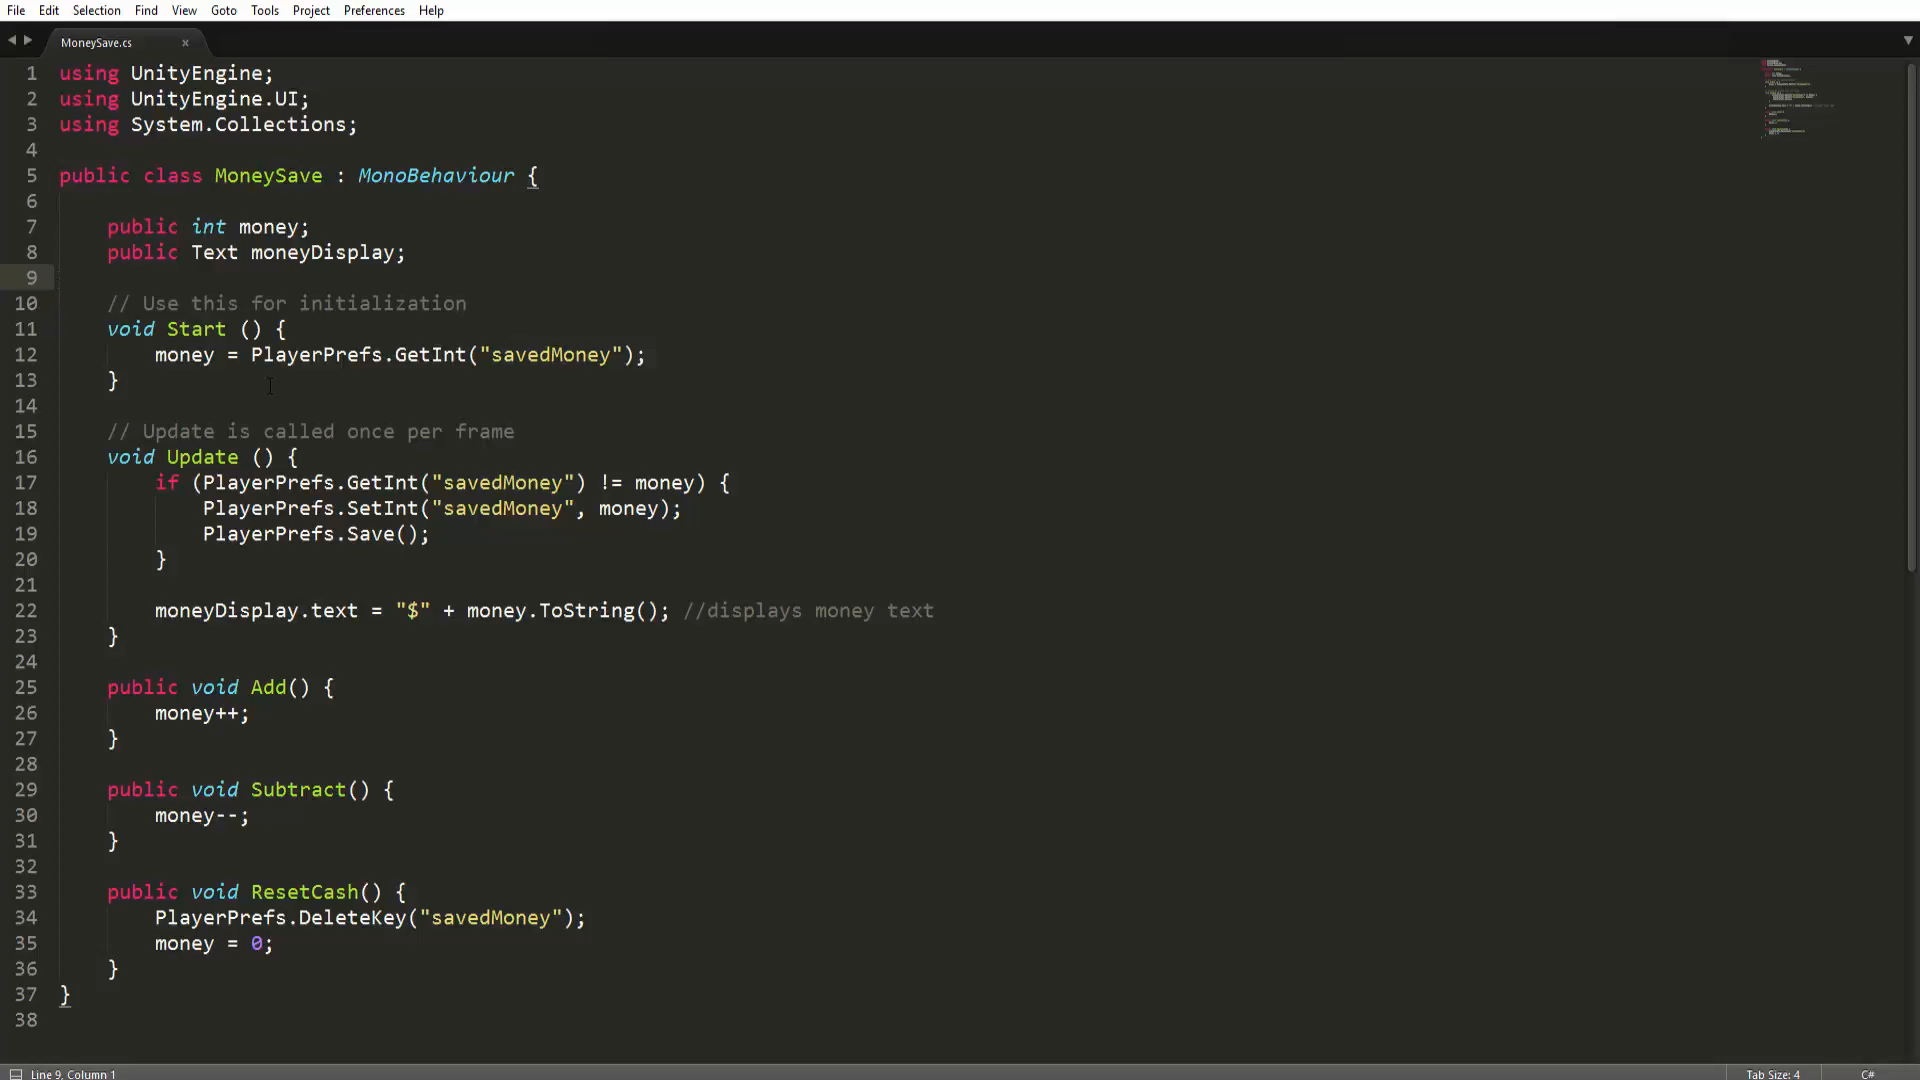 File Edit Selection Find View Goto Tools Project Preferences Help
MoneySave.cs x
1 using UnityEngine;
2 using UnityEngine.UI;
3 using System.Collections;
4
5 public class MoneySave : MonoBehaviour {
6
7 public int money;
8 public Text moneyDisplay;
9
10 // Use this for initialization
11 void Start () {
12 money = PlayerPrefs.GetInt("savedMoney");
13 }
14
15 // Update is called once per frame
16 void Update () {
17 if (PlayerPrefs.GetInt("savedMoney") != money) {
18 PlayerPrefs.SetInt("savedMoney", money);
19 PlayerPrefs.Save();
20 }
21
22 moneyDisplay.text = "$" + money.ToString(); //displays money text
23 }
24
25 public void Add() {
26 money++;
27 }
28
29 public void Subtract() {
30 money--;
31 }
32
33 public void ResetCash() {
34 PlayerPrefs.DeleteKey("savedMoney");
35 money = 0;
36 }
37 }
38
Line 9, Column 1 Tab Size: 4 C#